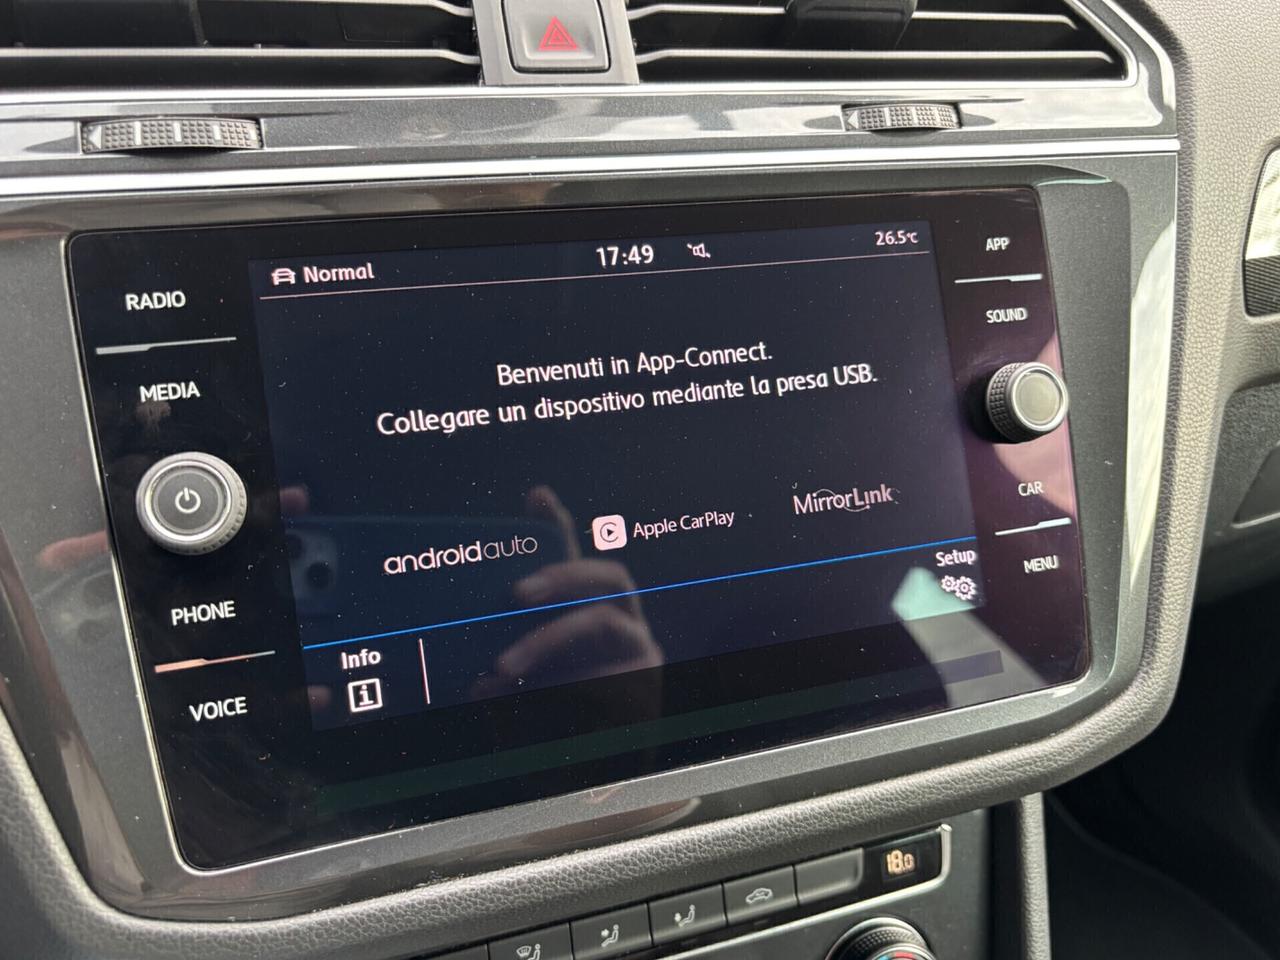 RADIO
MEDIA
PHONE
VOICE
Normal
17:49
26.5°C
Benvenuti in App-Connect.
Collegare un dispositivo mediante la presa USB.
androidauto
Apple CarPlay
MirrorLink
Info
i
Setup
APP
SOUND
CAR
MENU
18.0